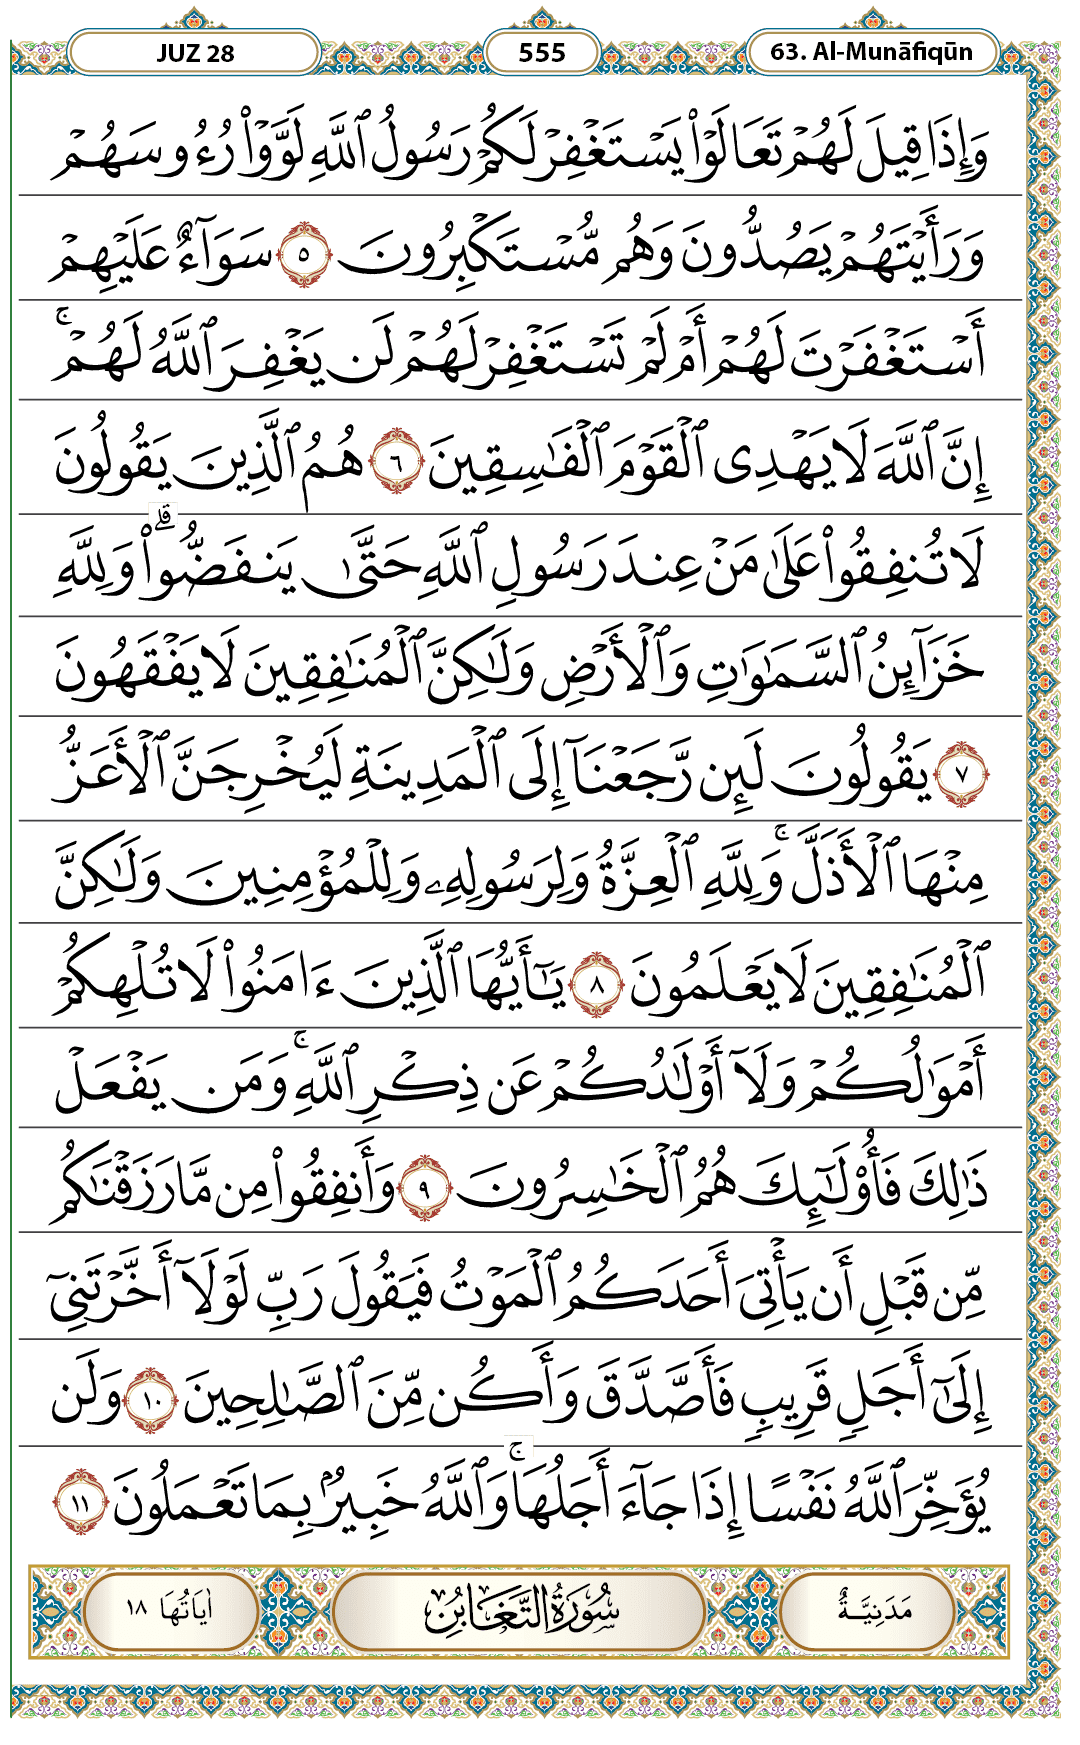 JUZ 28
555
63. Al-Munāfiqūn
وَإِذَا قِيلَ لَهُمۡ تَعَالَوۡاْ يَسۡتَغۡفِرۡ لَكُمۡ رَسُولُ ٱللَّهِ لَوَّوۡاْ رُءُوسَهُمۡ
وَرَأَيۡتَهُمۡ يَصُدُّونَ وَهُم مُّسۡتَكۡبِرُونَ ٥ سَوَآءٌ عَلَيۡهِمۡ
أَسۡتَغۡفَرۡتَ لَهُمۡ أَمۡ لَمۡ تَسۡتَغۡفِرۡ لَهُمۡ لَن يَغۡفِرَ ٱللَّهُ لَهُمۡۚ
إِنَّ ٱللَّهَ لَا يَهۡدِى ٱلۡقَوۡمَ ٱلۡفَٰسِقِينَ ٦ هُمُ ٱلَّذِينَ يَقُولُونَ
لَا تُنفِقُواْ عَلَىٰ مَنۡ عِندَ رَسُولِ ٱللَّهِ حَتَّىٰ يَنفَضُّواْۗ وَلِلَّهِ
خَزَآئِنُ ٱلسَّمَٰوَٰتِ وَٱلۡأَرۡضِ وَلَٰكِنَّ ٱلۡمُنَٰفِقِينَ لَا يَفۡقَهُونَ
٧ يَقُولُونَ لَئِن رَّجَعۡنَآ إِلَى ٱلۡمَدِينَةِ لَيُخۡرِجَنَّ ٱلۡأَعَزُّ
مِنۡهَا ٱلۡأَذَلَّۚ وَلِلَّهِ ٱلۡعِزَّةُ وَلِرَسُولِهِۦ وَلِلۡمُؤۡمِنِينَ وَلَٰكِنَّ
ٱلۡمُنَٰفِقِينَ لَا يَعۡلَمُونَ ٨ يَٰٓأَيُّهَا ٱلَّذِينَ ءَامَنُواْ لَا تُلۡهِكُمۡ
أَمۡوَٰلُكُمۡ وَلَآ أَوۡلَٰدُكُمۡ عَن ذِكۡرِ ٱللَّهِۚ وَمَن يَفۡعَلۡ
ذَٰلِكَ فَأُوْلَٰٓئِكَ هُمُ ٱلۡخَٰسِرُونَ ٩ وَأَنفِقُواْ مِن مَّا رَزَقۡنَٰكُم
مِّن قَبۡلِ أَن يَأۡتِىَ أَحَدَكُمُ ٱلۡمَوۡتُ فَيَقُولَ رَبِّ لَوۡلَآ أَخَّرۡتَنِىٓ
إِلَىٰٓ أَجَلٍ قَرِيبٍ فَأَصَّدَّقَ وَأَكُن مِّنَ ٱلصَّٰلِحِينَ ١٠ وَلَن
يُؤَخِّرَ ٱللَّهُ نَفۡسًا إِذَا جَآءَ أَجَلُهَاۚ وَٱللَّهُ خَبِيرُۢ بِمَا تَعۡمَلُونَ ١١
مَدَنِيَّةٌ
سُورَةُ التَّغَابُنِ
اٰيَاتُهَا ١٨